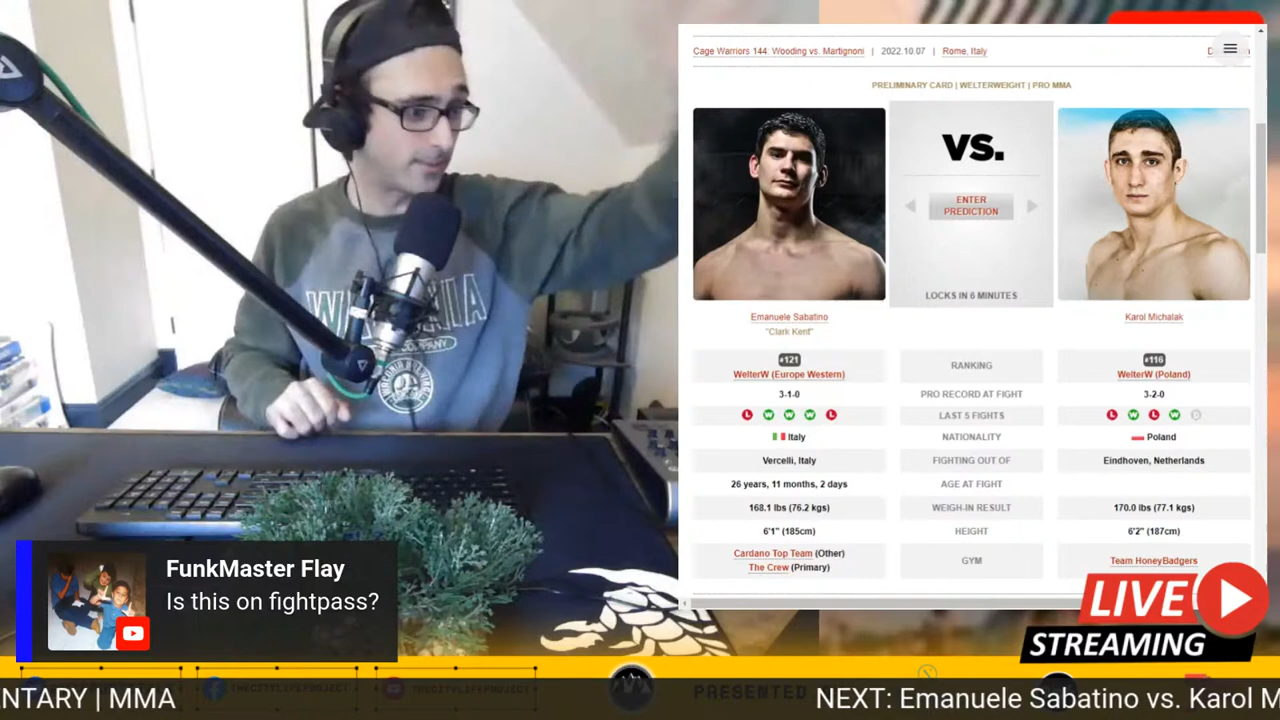 Cage Warriors 144: Wooding vs. Martignoni | 2022.10.07 | Rome, Italy
PRELIMINARY CARD | WELTERWEIGHT | PRO MMA
VS.
ENTER
PREDICTION
LOCKS IN 6 MINUTES
Emanuele Sabatino
"Clark Kent"
Karol Michalak
#121 RANKING #116
WelterW (Europe Western) WelterW (Poland)
3-1-0 PRO RECORD AT FIGHT 3-2-0
L W W W L LAST 5 FIGHTS L W L W P
Italy NATIONALITY Poland
Vercelli, Italy FIGHTING OUT OF Eindhoven, Netherlands
26 years, 11 months, 2 days AGE AT FIGHT
168.1 lbs (76.2 kgs) WEIGH-IN RESULT 170.0 lbs (77.1 kgs)
6'1" (185cm) HEIGHT 6'2" (187cm)
Cardano Top Team (Other) GYM Team HoneyBadgers
The Crew (Primary)
FunkMaster Flay
Is this on fightpass?
LIVE
STREAMING
THECITYLIFEPROJECT THECITYLIFEPROJECT THECITYLIFEPROJECT PRESENTED
NTARY | MMA NEXT: Emanuele Sabatino vs. Karol M